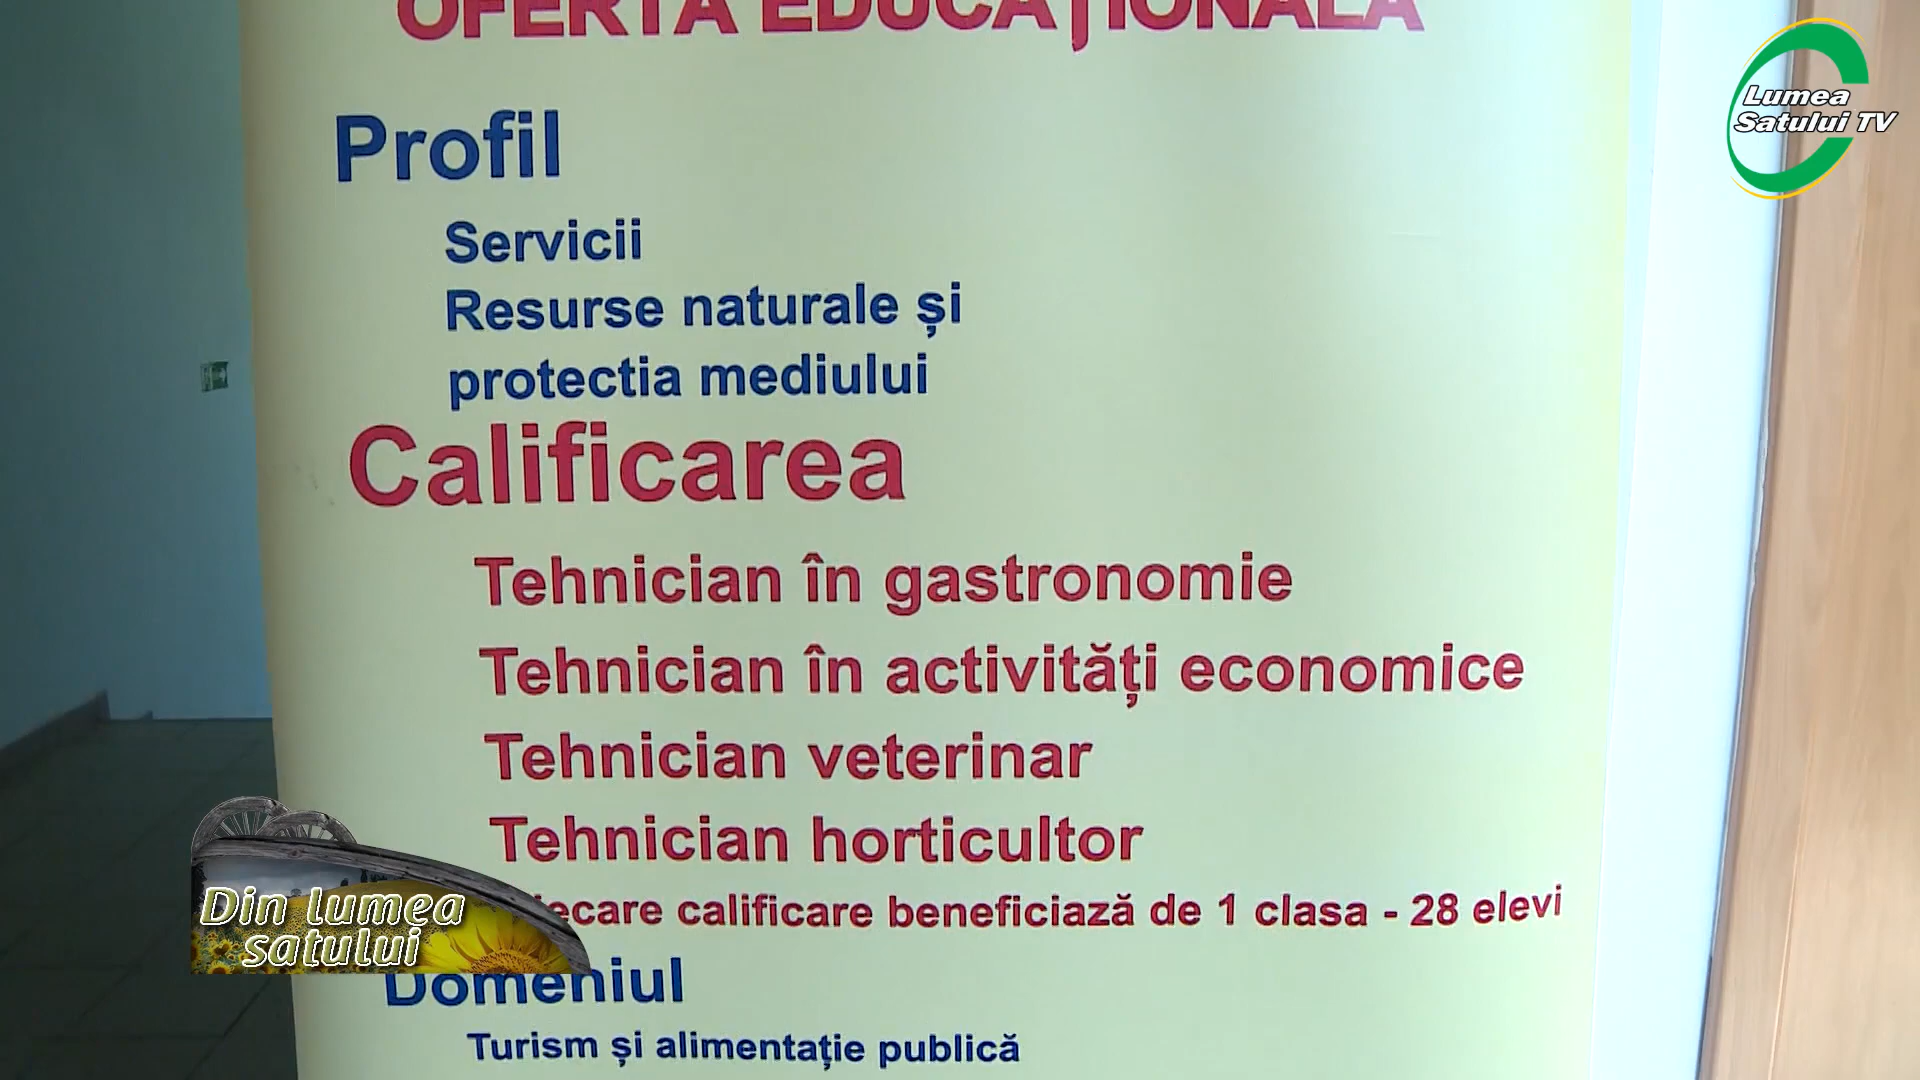 OFERTA EDUCAȚIONALĂ
Lumea
Satului TV
Profil
Servicii
Resurse naturale și
protectia mediului
Calificarea
Tehnician în gastronomie
Tehnician în activități economice
Tehnician veterinar
Tehnician horticultor
calificare beneficiază de 1 clasa - 28 elevi
Din lumea
satului
Domeniul
Turism și alimentație publică